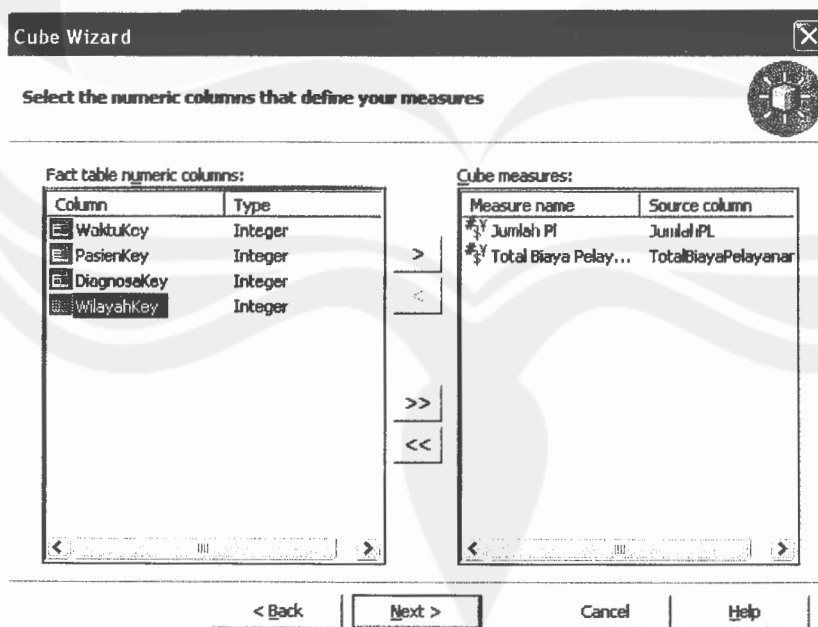 Cube Wizard
Select the numeric columns that define your measures
Fact table numeric columns:
Column Type
WaktuKey Integer
PasienKey Integer
DiagnosaKey Integer
WilayahKey Integer
>
<
>>
<<
Cube measures:
Measure name Source column
Jumlah Pl JumlahPL
Total Biaya Pelay... TotalBiayaPelayanar
< Back Next > Cancel Help